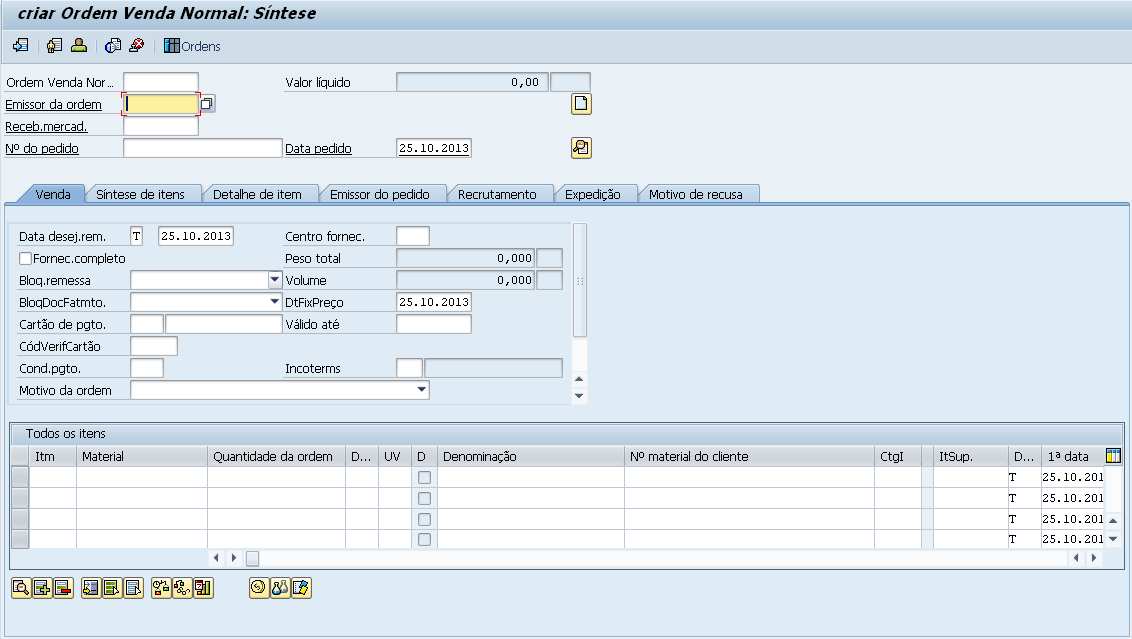 criar Ordem Venda Normal: Síntese
Ordens
Ordem Venda Nor... Valor líquido 0,00
Emissor da ordem
Receb.mercad.
Nº do pedido Data pedido 25.10.2013
Venda Síntese de itens Detalhe de item Emissor do pedido Recrutamento Expedição Motivo de recusa
Data desej.rem. T 25.10.2013 Centro fornec.
Fornec.completo Peso total 0,000
Bloq.remessa Volume 0,000
BloqDocFatmto. DtFixPreço 25.10.2013
Cartão de pgto. Válido até
CódVerifCartão
Cond.pgto. Incoterms
Motivo da ordem
Todos os itens
Itm Material Quantidade da ordem D... UV D Denominação Nº material do cliente CtgI ItSup. D... 1ª data
T 25.10.201
T 25.10.201
T 25.10.201
T 25.10.201